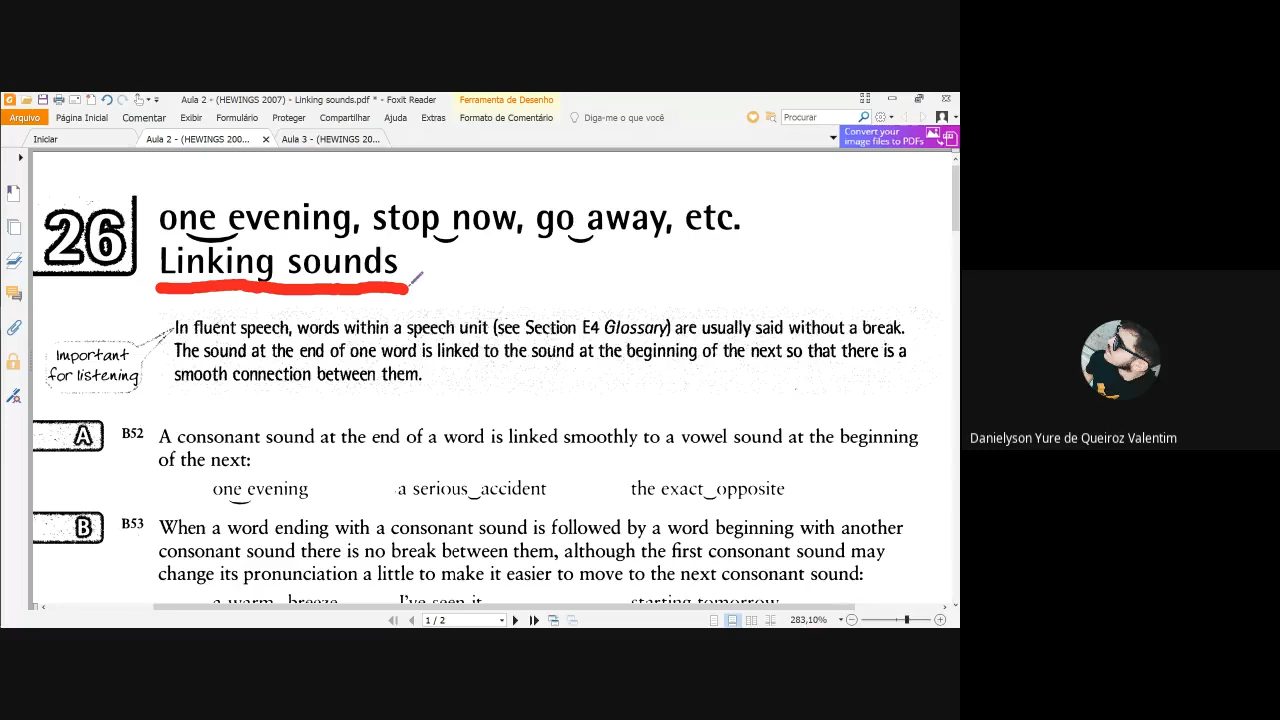 Aula 2 - (HEWINGS 2007) - Linking sounds.pdf * - Foxit Reader
Ferramenta de Desenho
Arquivo Página Inicial Comentar Exibir Formulário Proteger Compartilhar Ajuda Extras Formato de Comentário Diga-me o que você Procurar
Iniciar
Aula 2 - (HEWINGS 200...
Aula 3 - (HEWINGS 20...
Convert your
image files to PDFs
26
one evening, stop now, go away, etc.
Linking sounds
Important
for listening
In fluent speech, words within a speech unit (see Section E4 Glossary) are usually said without a break.
The sound at the end of one word is linked to the sound at the beginning of the next so that there is a
smooth connection between them.
A
B52
A consonant sound at the end of a word is linked smoothly to a vowel sound at the beginning
of the next:
one evening a serious accident the exact opposite
B
B53
When a word ending with a consonant sound is followed by a word beginning with another
consonant sound there is no break between them, although the first consonant sound may
change its pronunciation a little to make it easier to move to the next consonant sound:
a warm breeze I've seen it starting tomorrow
1 / 2
283,10%
Danielyson Yure de Queiroz Valentim